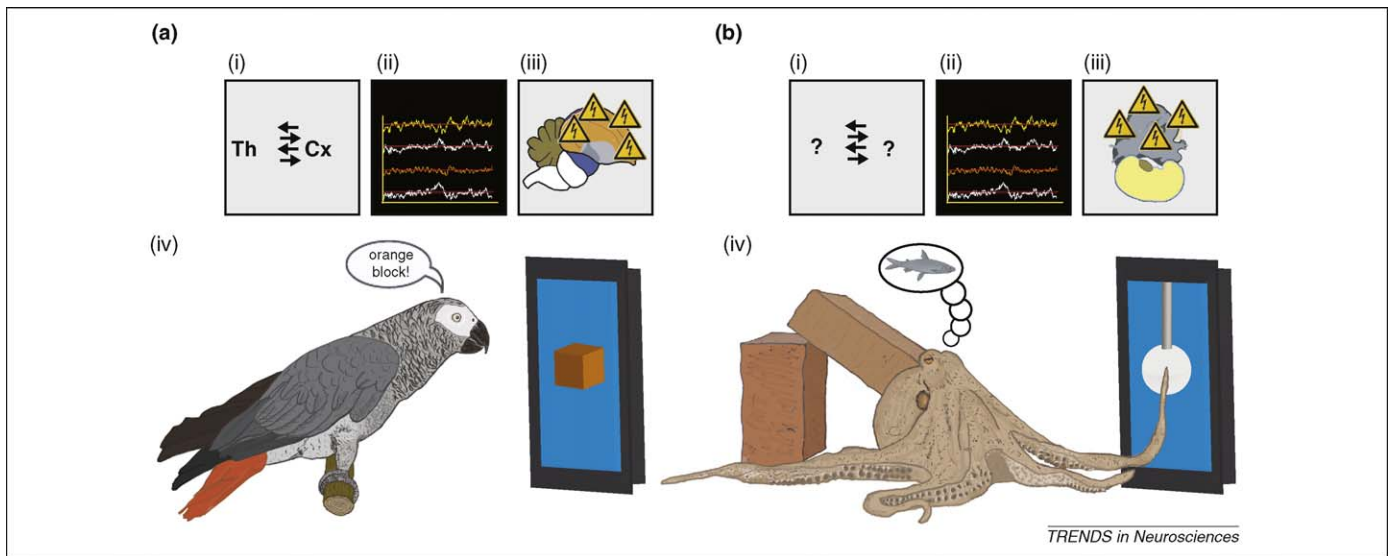 (a)
(b)
(i)
(ii)
(iii)
(i)
(ii)
(iii)
Th
Cx
?
?
(iv)
orange
block!
(iv)
TRENDS in Neurosciences